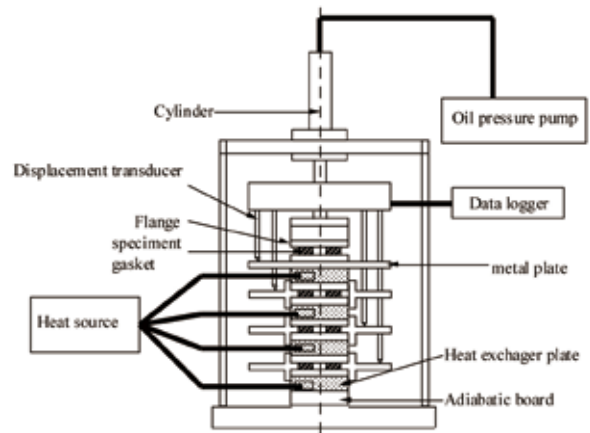 Cylinder
Oil pressure pump
Displacement transducer
Data logger
Flange
speciment
gasket
metal plate
Heat source
Heat exchager plate
Adiabatic board